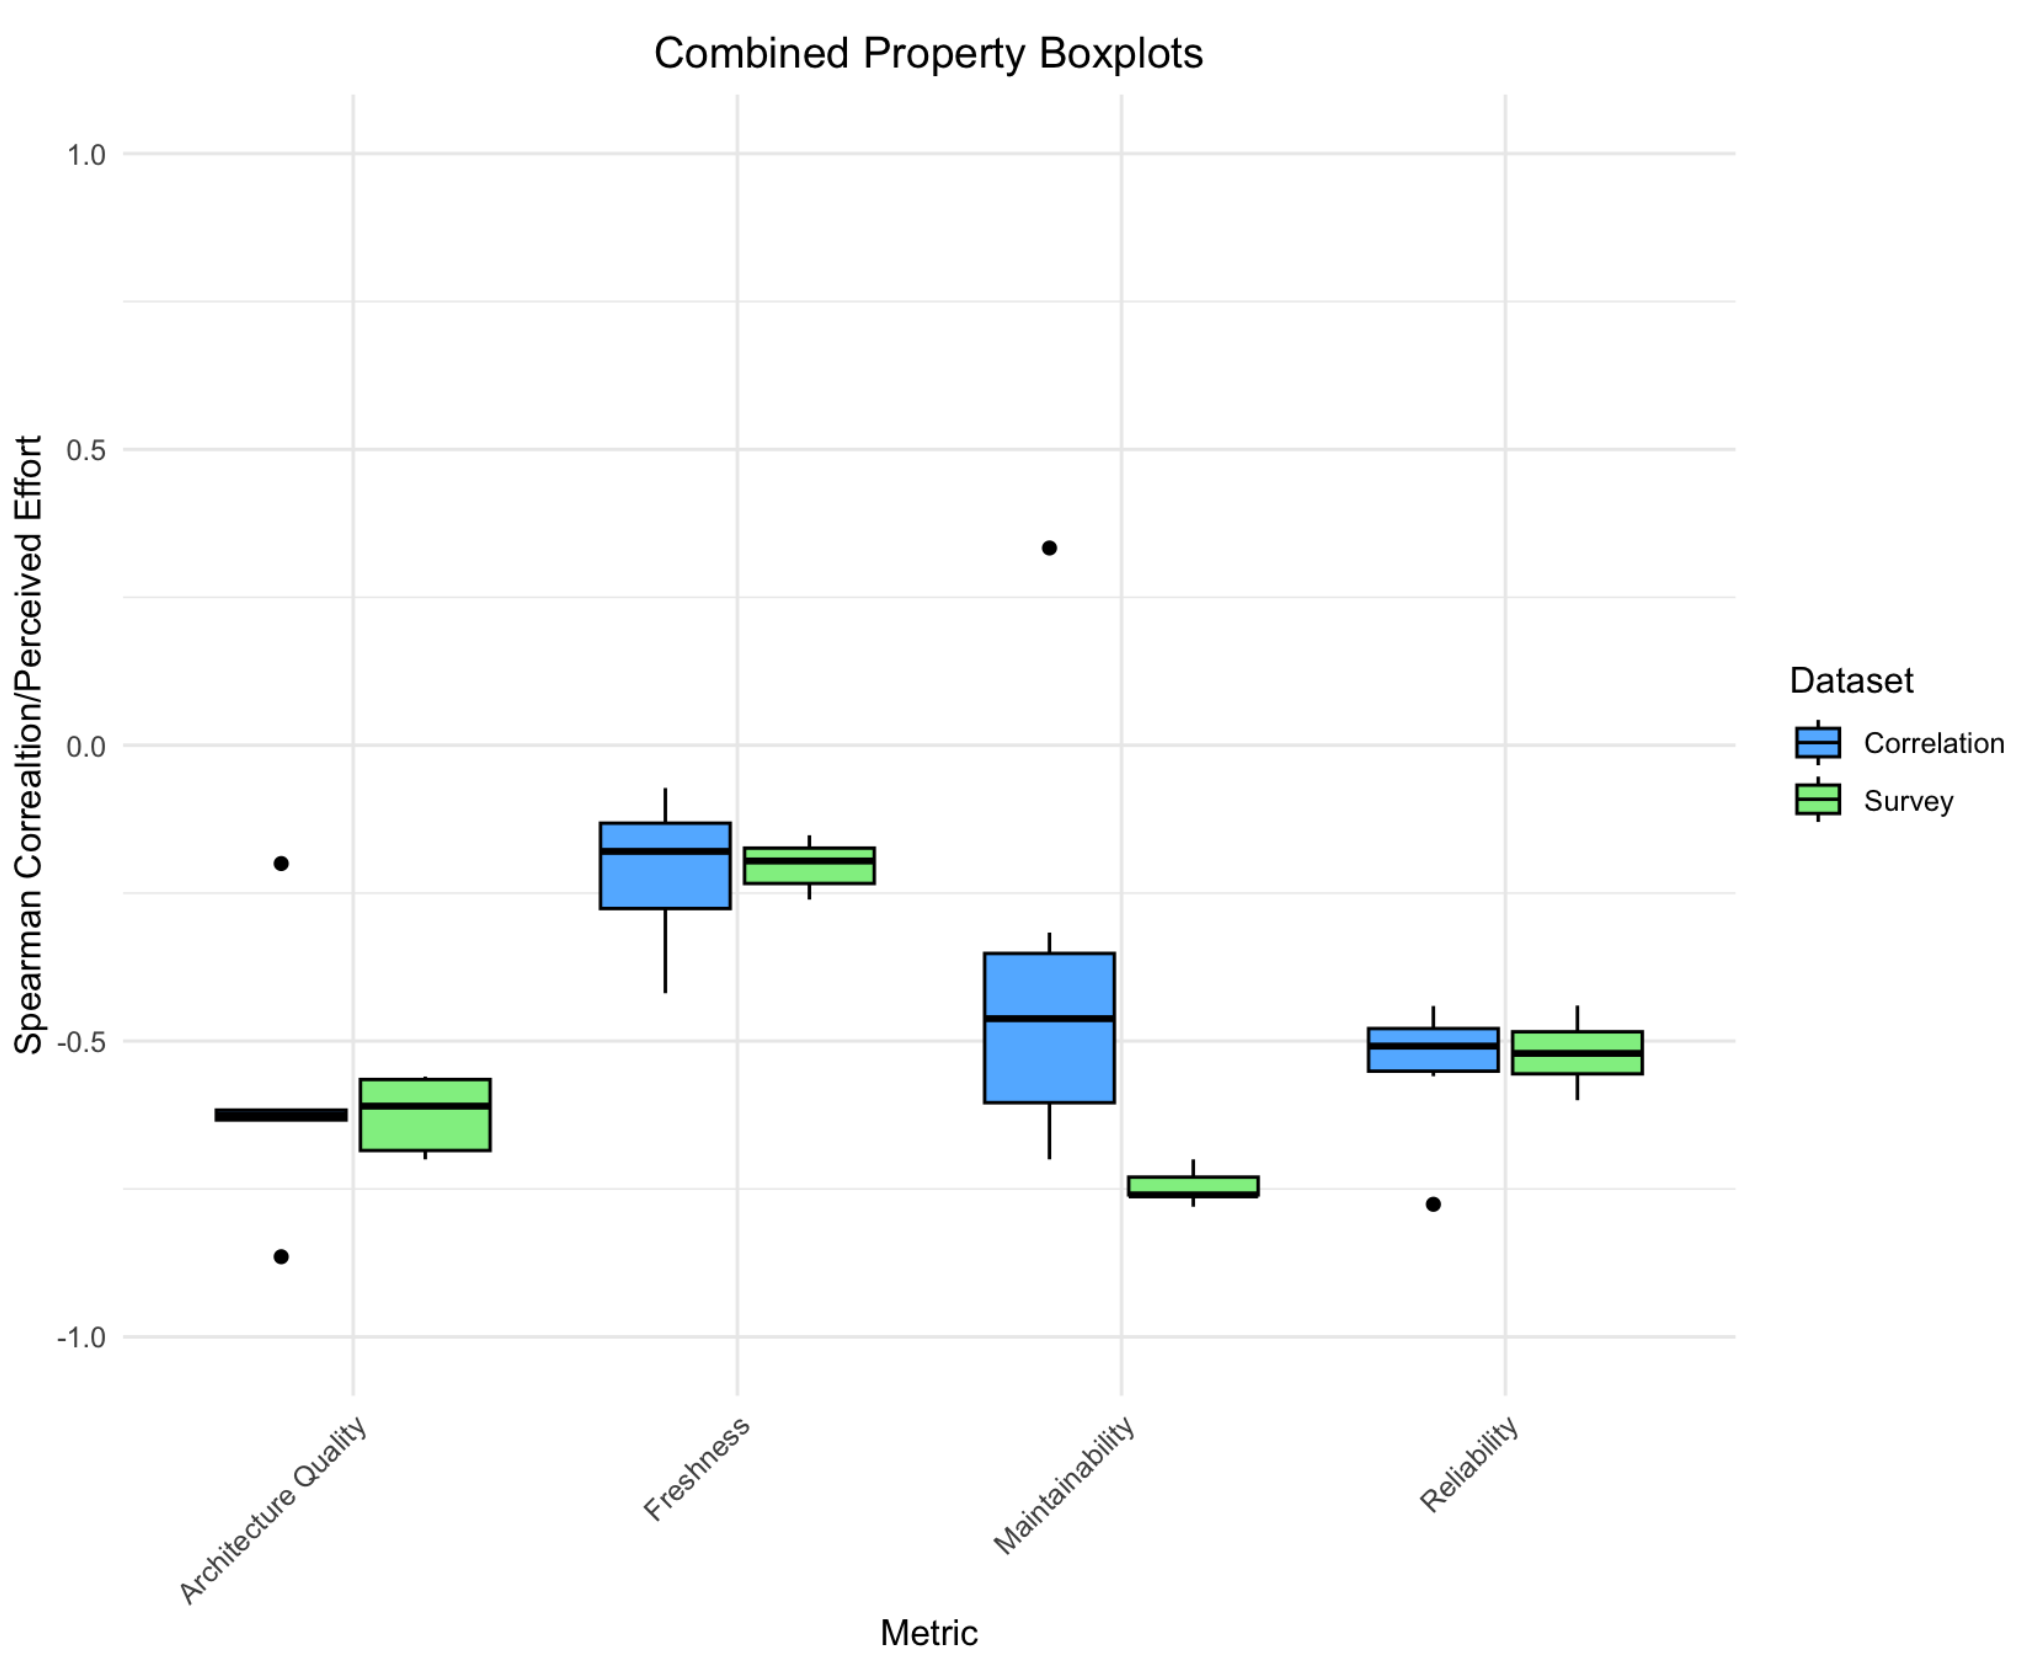 Combined Property Boxplots
Spearman Correaltion/Perceived Effort
1.0
0.5
0.0
-0.5
-1.0
Architecture Quality
Freshness
Maintainability
Reliability
Metric
Dataset
Correlation
Survey